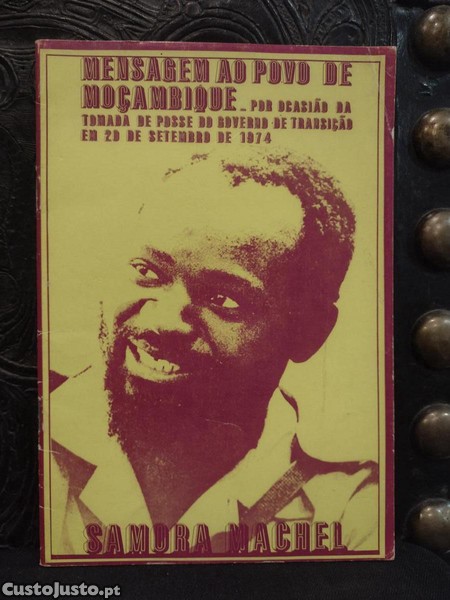 MENSAGEM AO POVO DE
MOÇAMBIQUE_ POR OCASIÃO DA
TOMADA DE POSSE DO GOVERNO DE TRANSIÇÃO
EM 20 DE SETEMBRO DE 1974
SAMORA MACHEL
CustoJusto.pt